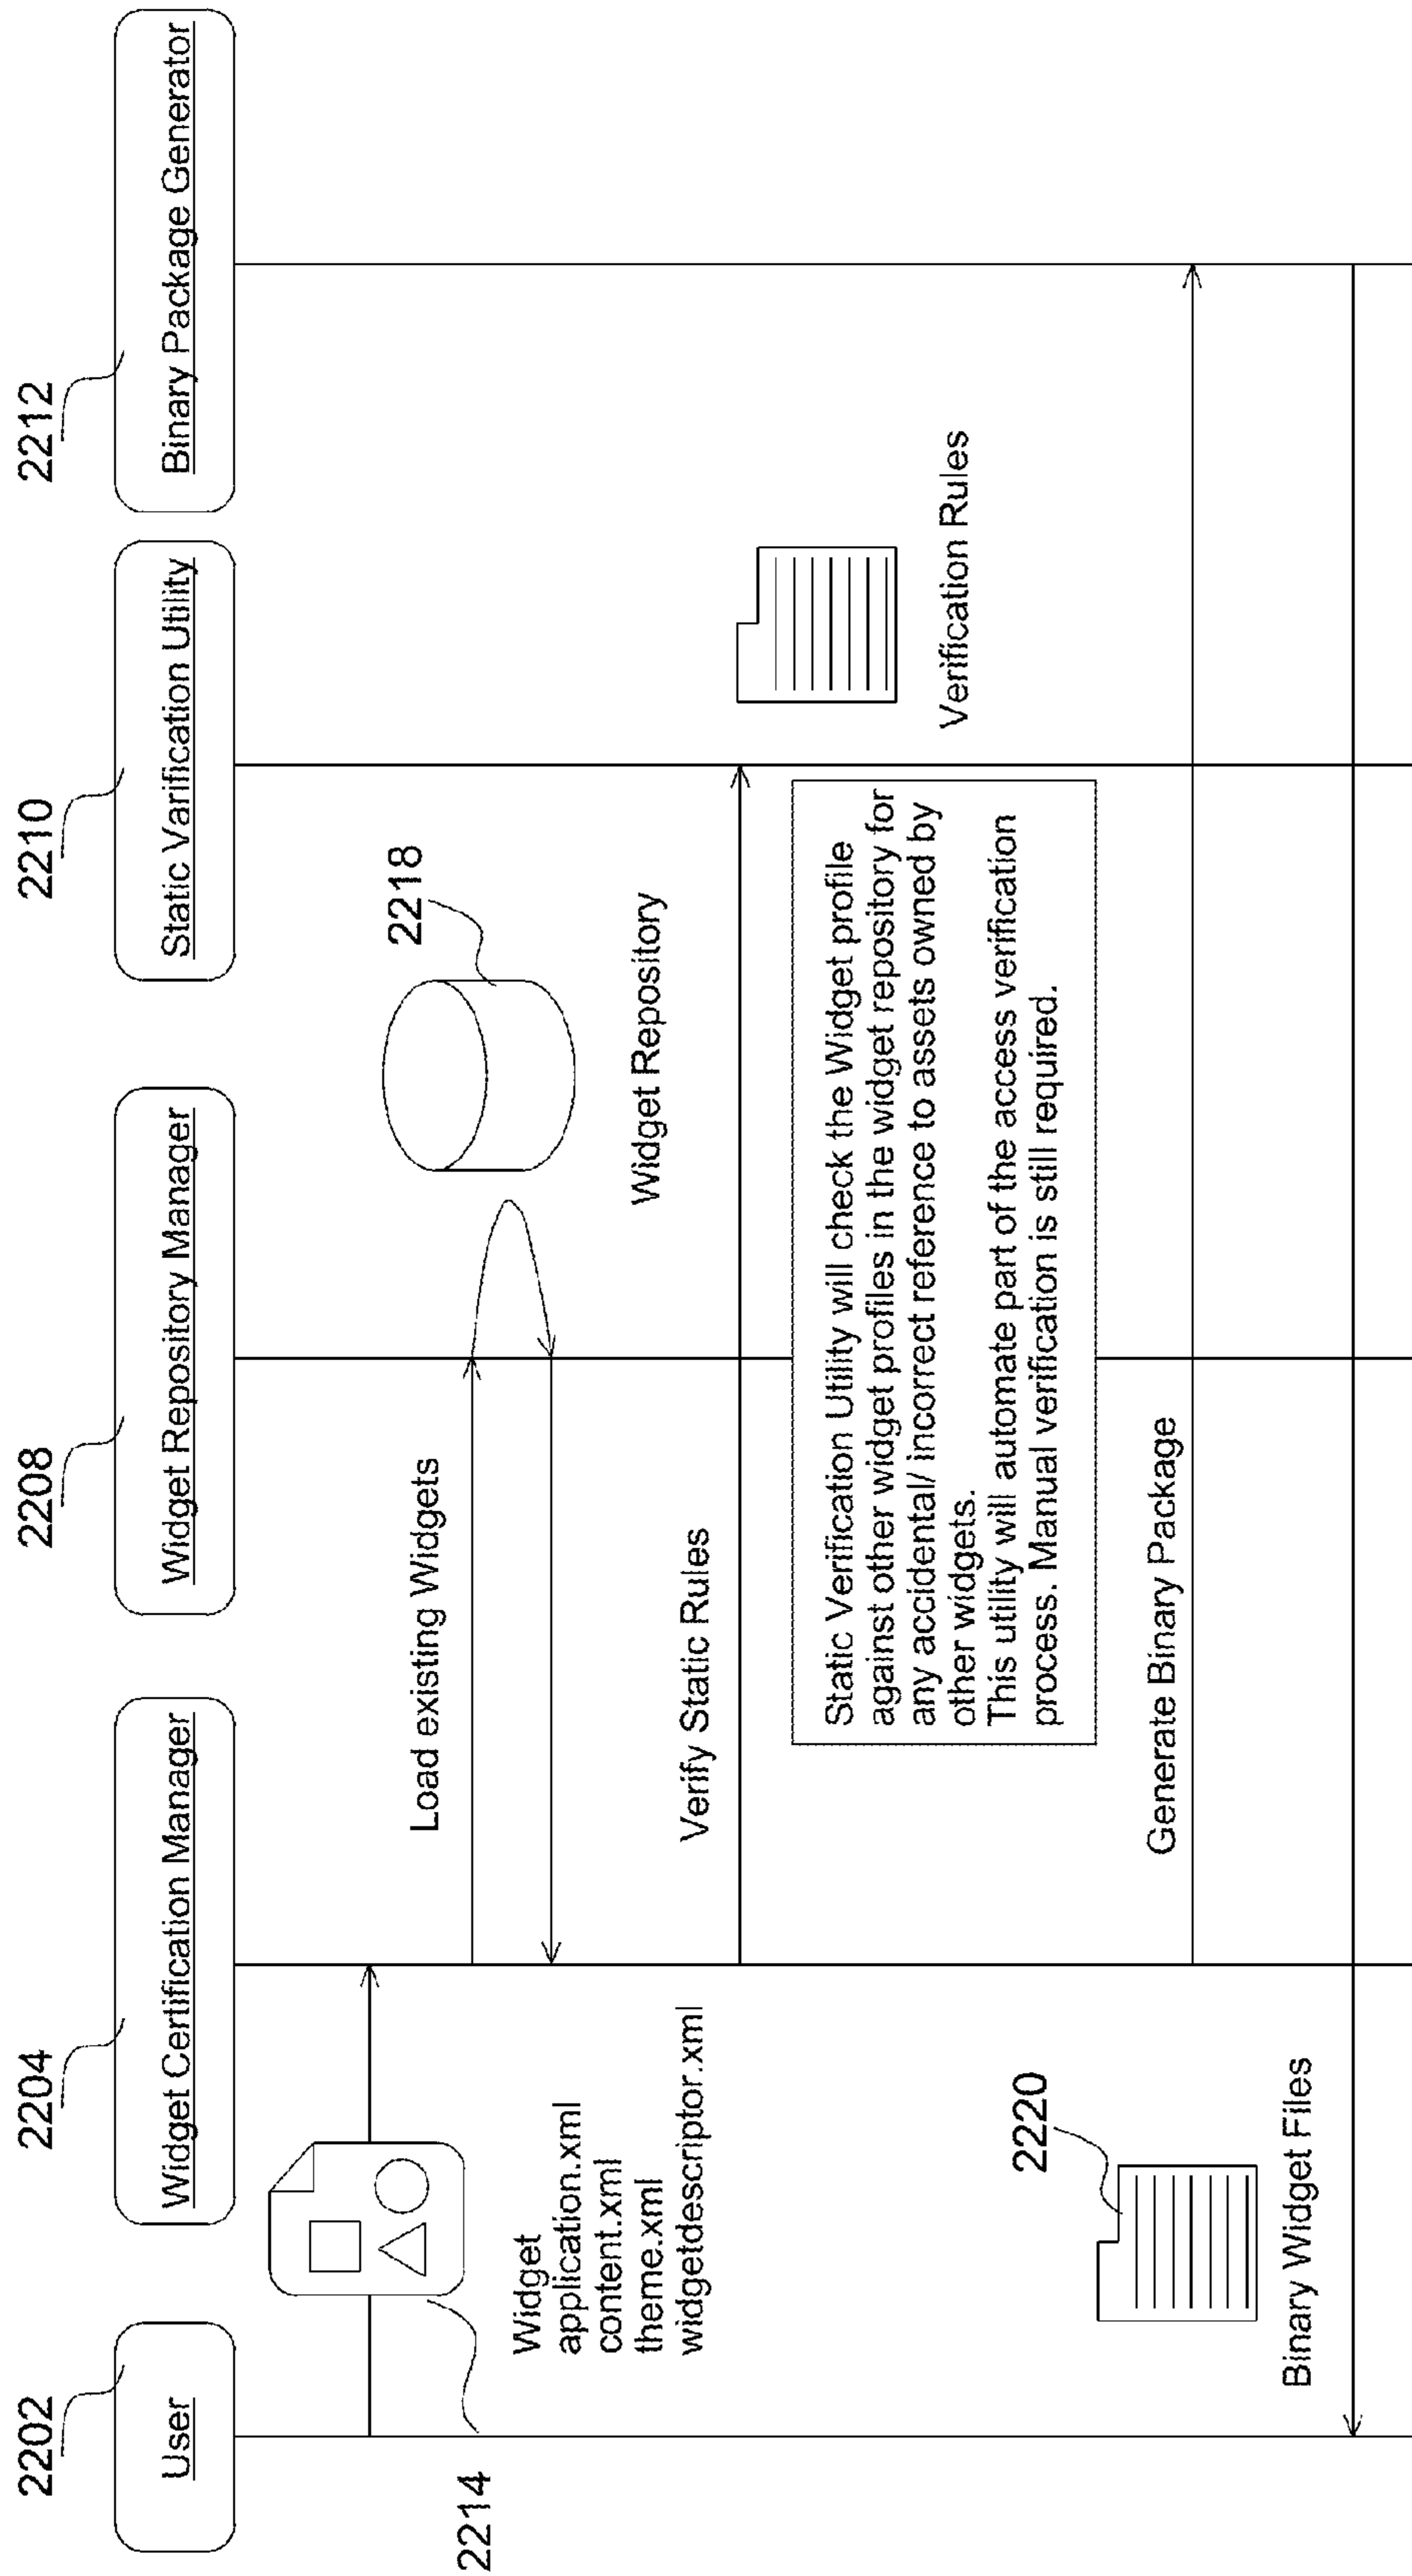 2202
2204
2208
2210
2212
User
Widget Certification Manager
Widget Repository Manager
Static Varification Utility
Binary Package Generator
2214
Widget
application.xml
content.xml
theme.xml
widgetdescriptor.xml
Load existing Widgets
2218
Widget Repository
Verify Static Rules
Static Verification Utility will check the Widget profile
against other widget profiles in the widget repository for
any accidental/ incorrect reference to assets owned by
other widgets.
This utility will automate part of the access verification
process. Manual verification is still required.
Verification Rules
Generate Binary Package
2220
Binary Widget Files